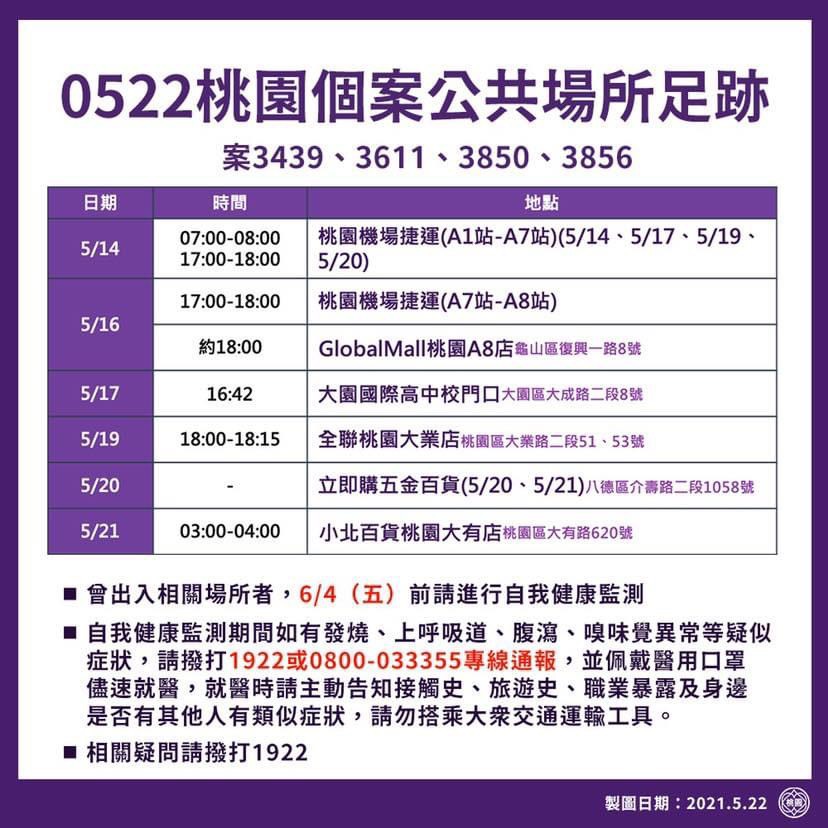 0522桃園個案公共場所足跡
案3439、3611、3850、3856
日期 時間 地點
5/14 07:00-08:00 17:00-18:00 桃園機場捷運(A1站-A7站)(5/14、5/17、5/19、
5/20)
5/16 17:00-18:00 桃園機場捷運(A7站-A8站)
約18:00 GlobalMall桃園A8店龜山區復興一路8號
5/17 16:42 大園國際高中校門口大園區大成路二段8號
5/19 18:00-18:15 全聯桃園大業店桃園區大業路二段51、53號
5/20 - 立即購五金百貨(5/20、5/21)八德區介壽路二段1058號
5/21 03:00-04:00 小北百貨桃園大有店桃園區大有路620號
■ 曾出入相關場所者，6/4（五）前請進行自我健康監測
■ 自我健康監測期間如有發燒、上呼吸道、腹瀉、嗅味覺異常等疑似
症狀，請撥打1922或0800-033355專線通報，並佩戴醫用口罩
儘速就醫，就醫時請主動告知接觸史、旅遊史、職業暴露及身邊
是否有其他人有類似症狀，請勿搭乘大眾交通運輸工具。
■ 相關疑問請撥打1922
製圖日期：2021.5.22 桃園